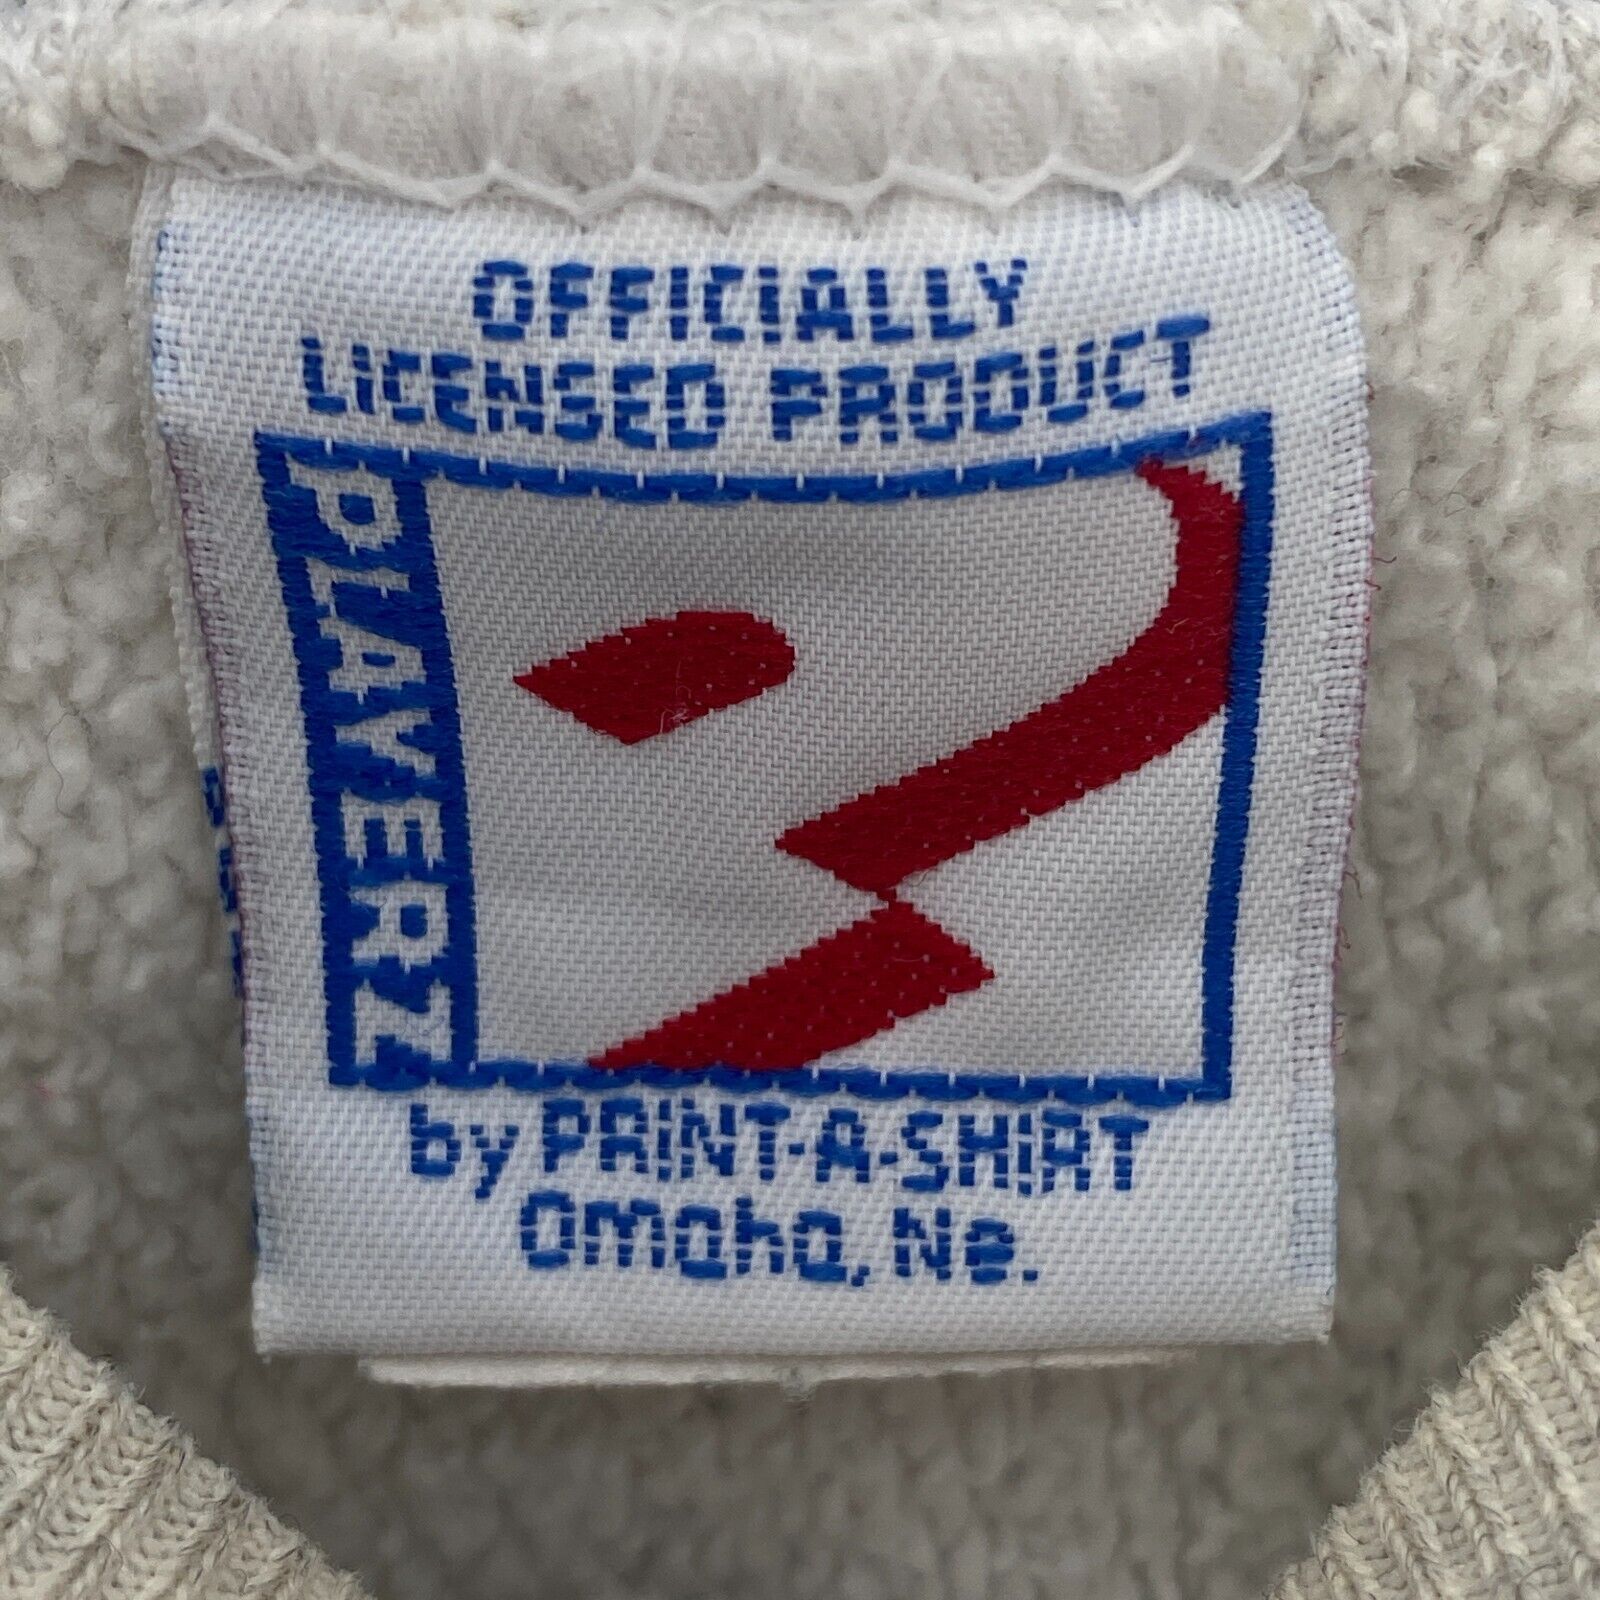 OFFICIALLY
LICENSED PRODUCT
PLAYERZ
by PRINT-A-SHIRT
Omaha, Ne.